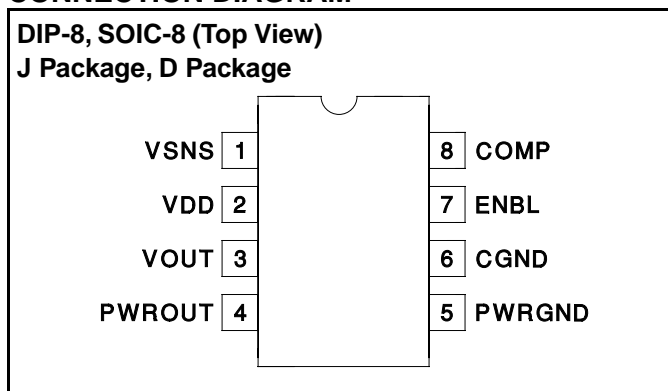 DIP-8, SOIC-8 (Top View)
J Package, D Package
VSNS 1 8 COMP
VDD 2 7 ENBL
VOUT 3 6 CGND
PWROUT 4 5 PWRGND